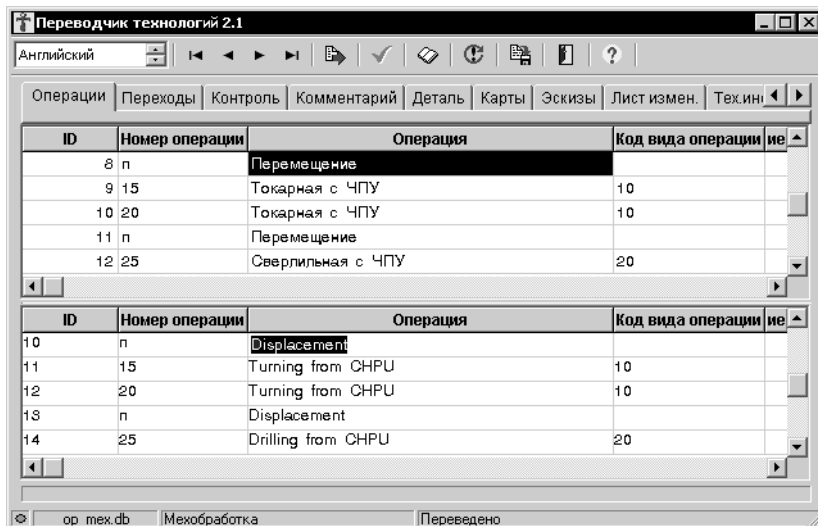 Переводчик технологий 2.1
Английский
Операции Переходы Контроль Комментарий Деталь Карты Эскизы Лист измен. Тех.ин
ID Номер операции Операция Код вида операции ие
8 п Перемещение
9 15 Токарная с ЧПУ 10
10 20 Токарная с ЧПУ 10
11 п Перемещение
12 25 Сверлильная с ЧПУ 20
ID Номер операции Операция Код вида операции ие
10 п Displacement
11 15 Turning from CHPU 10
12 20 Turning from CHPU 10
13 п Displacement
14 25 Drilling from CHPU 20
op_mex.db Мехобработка Переведено